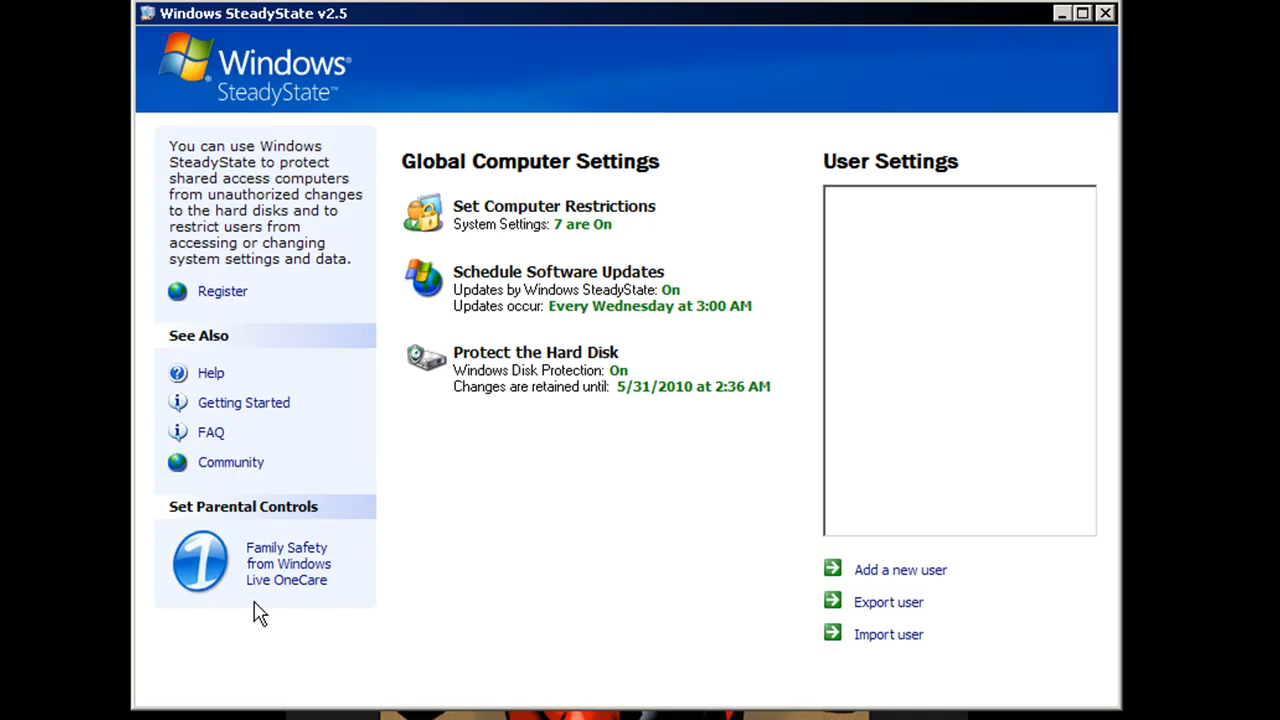 Windows SteadyState v2.5
Windows®
SteadyState™
You can use Windows
SteadyState to protect
shared access computers
from unauthorized changes
to the hard disks and to
restrict users from
accessing or changing
system settings and data.
Register
See Also
Help
Getting Started
FAQ
Community
Set Parental Controls
Family Safety
from Windows
Live OneCare
Global Computer Settings
Set Computer Restrictions
System Settings: 7 are On
Schedule Software Updates
Updates by Windows SteadyState: On
Updates occur: Every Wednesday at 3:00 AM
Protect the Hard Disk
Windows Disk Protection: On
Changes are retained until: 5/31/2010 at 2:36 AM
User Settings
Add a new user
Export user
Import user